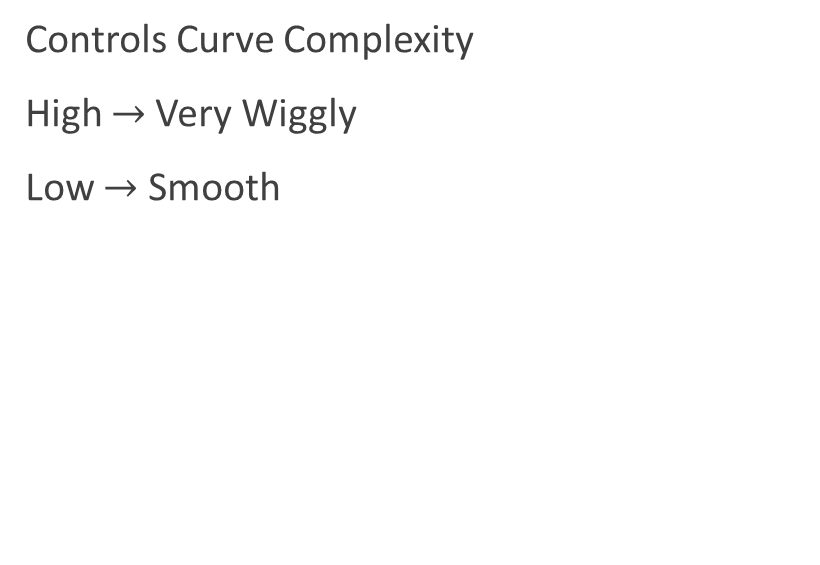 Controls Curve Complexity
High → Very Wiggly
Low → Smooth